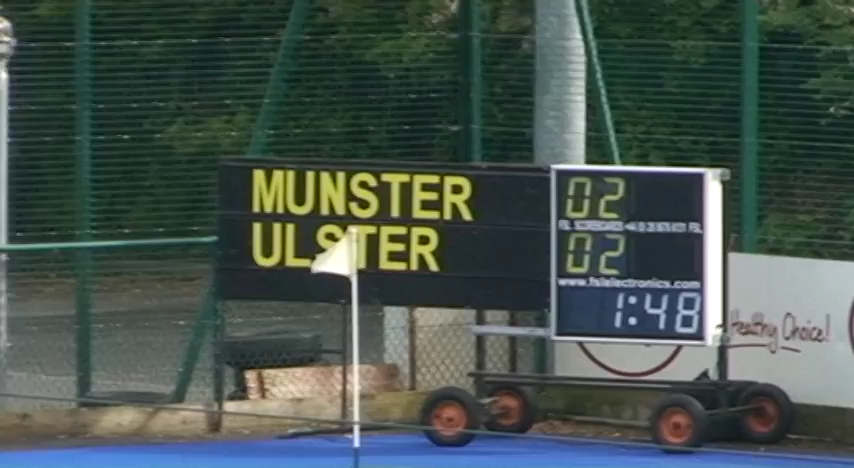 MUNSTER 02
ULSTER 02
www.fslelectronics.com
1:48
Healthy Choice!